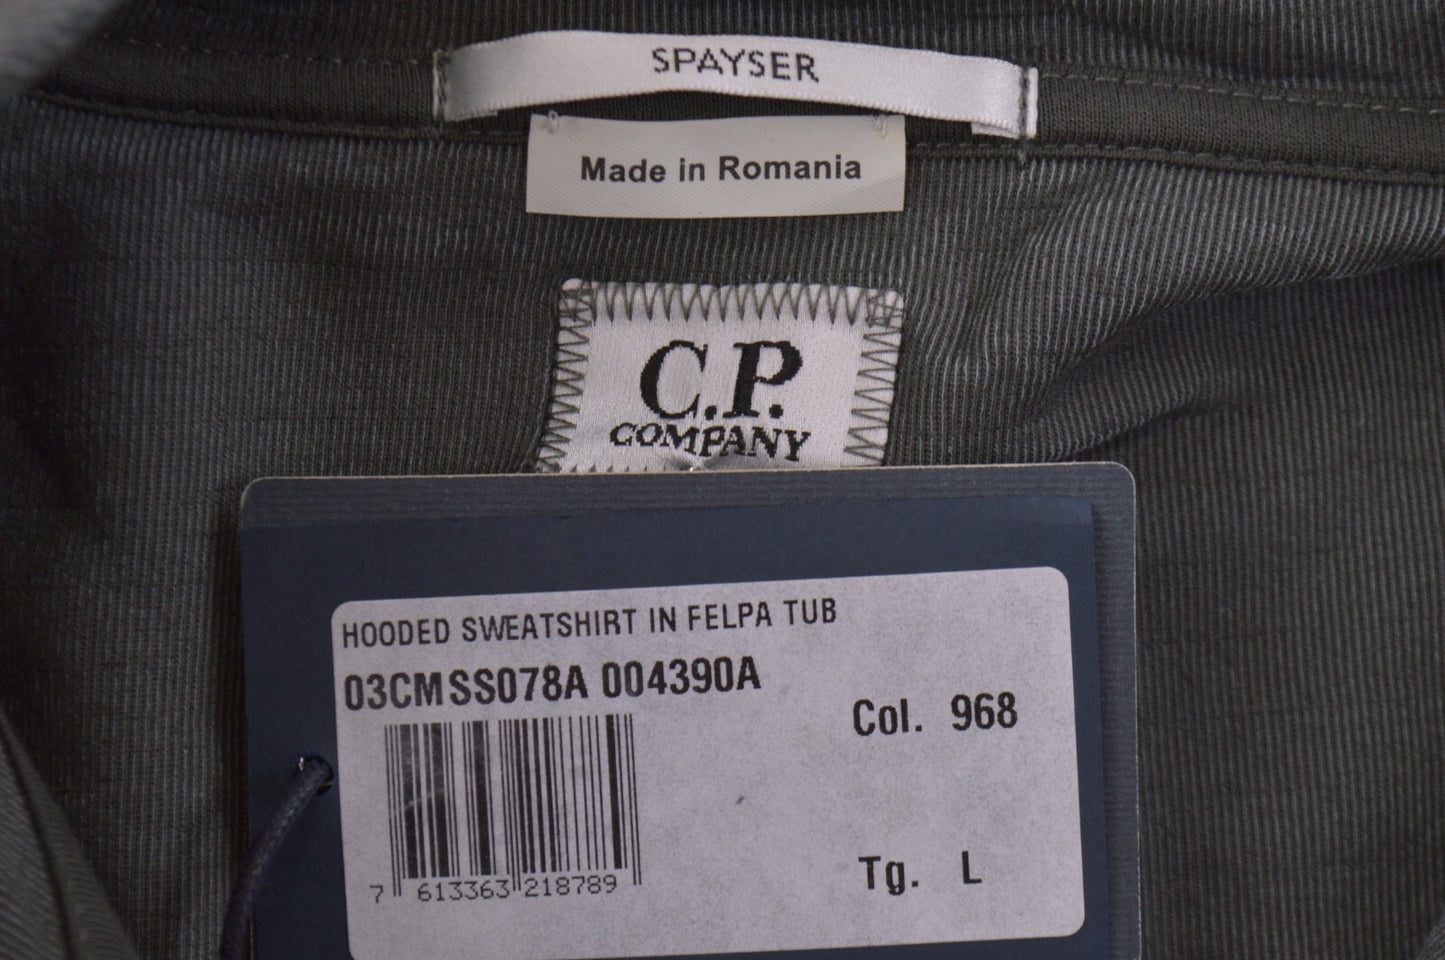 SPAYSER
Made in Romania
C.P.
COMPANY
HOODED SWEATSHIRT IN FELPA TUB
03CMSS078A 004390A
Col. 968
7 613363 218789
Tg. L